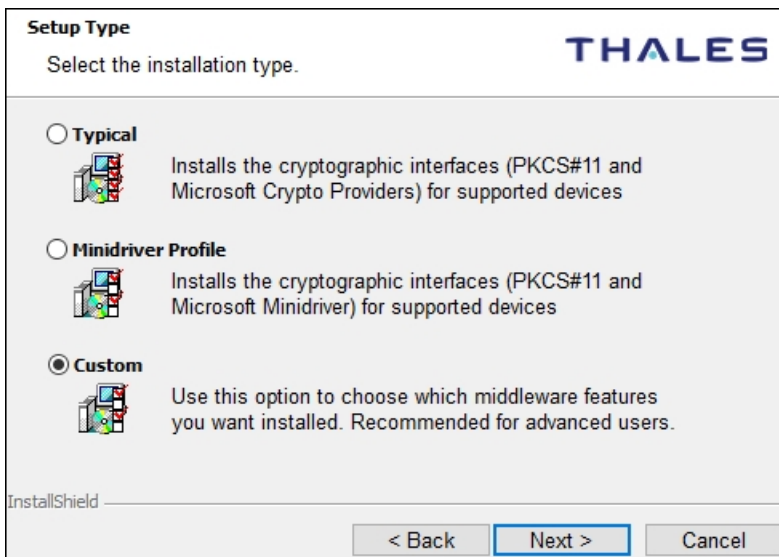 Setup Type
THALES
Select the installation type.
Typical
Installs the cryptographic interfaces (PKCS#11 and
Microsoft Crypto Providers) for supported devices
Minidriver Profile
Installs the cryptographic interfaces (PKCS#11 and
Microsoft Minidriver) for supported devices
Custom
Use this option to choose which middleware features
you want installed. Recommended for advanced users.
InstallShield
< Back
Next >
Cancel